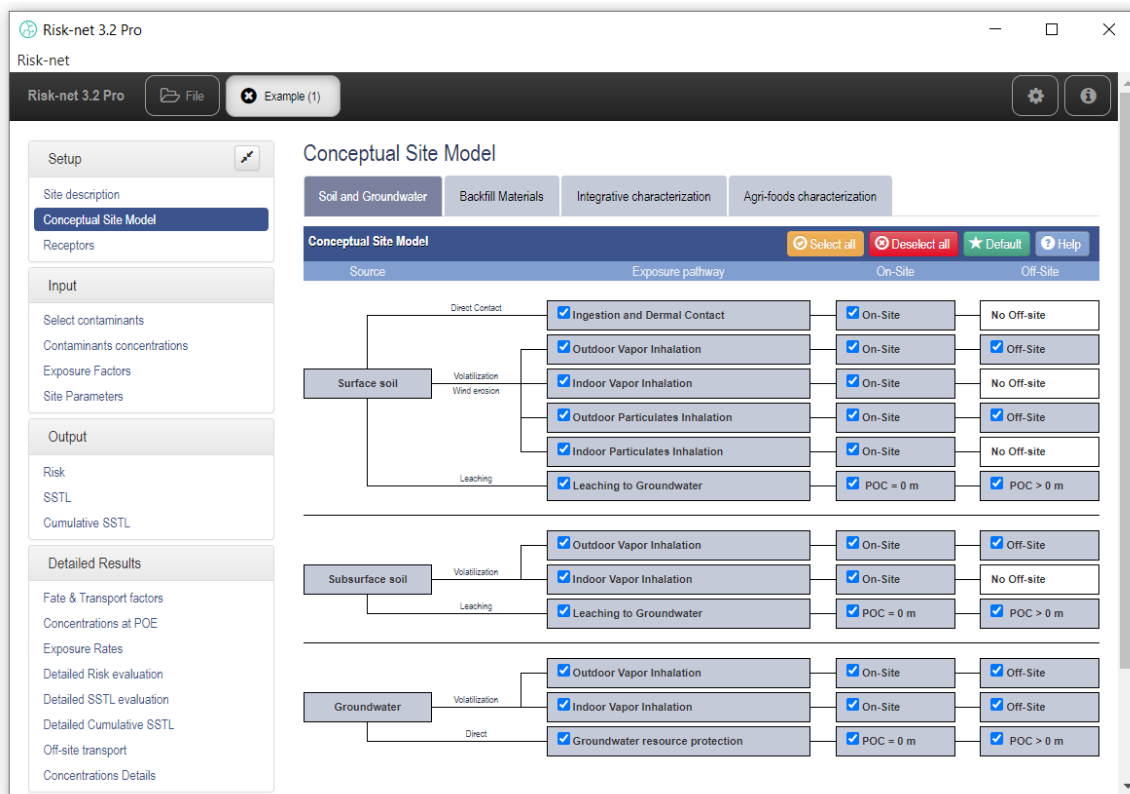 Risk-net 3.2 Pro
Risk-net
Risk-net 3.2 Pro
File
Example (1)
Setup
Site description
Conceptual Site Model
Receptors
Input
Select contaminants
Contaminants concentrations
Exposure Factors
Site Parameters
Output
Risk
SSTL
Cumulative SSTL
Detailed Results
Fate & Transport factors
Concentrations at POE
Exposure Rates
Detailed Risk evaluation
Detailed SSTL evaluation
Detailed Cumulative SSTL
Off-site transport
Concentrations Details
Conceptual Site Model
Soil and Groundwater Backfill Materials Integrative characterization Agri-foods characterization
Conceptual Site Model Select all Deselect all Default Help
Source Exposure pathway On-Site Off-Site
Direct Contact Ingestion and Dermal Contact On-Site No Off-site
Outdoor Vapor Inhalation On-Site Off-Site
Surface soil Volatilization Wind erosion Indoor Vapor Inhalation On-Site No Off-site
Outdoor Particulates Inhalation On-Site Off-Site
Indoor Particulates Inhalation On-Site No Off-site
Leaching Leaching to Groundwater POC = 0 m POC > 0 m
Outdoor Vapor Inhalation On-Site Off-Site
Subsurface soil Volatilization Indoor Vapor Inhalation On-Site No Off-site
Leaching Leaching to Groundwater POC = 0 m POC > 0 m
Outdoor Vapor Inhalation On-Site Off-Site
Groundwater Volatilization Indoor Vapor Inhalation On-Site Off-Site
Direct Groundwater resource protection POC = 0 m POC > 0 m